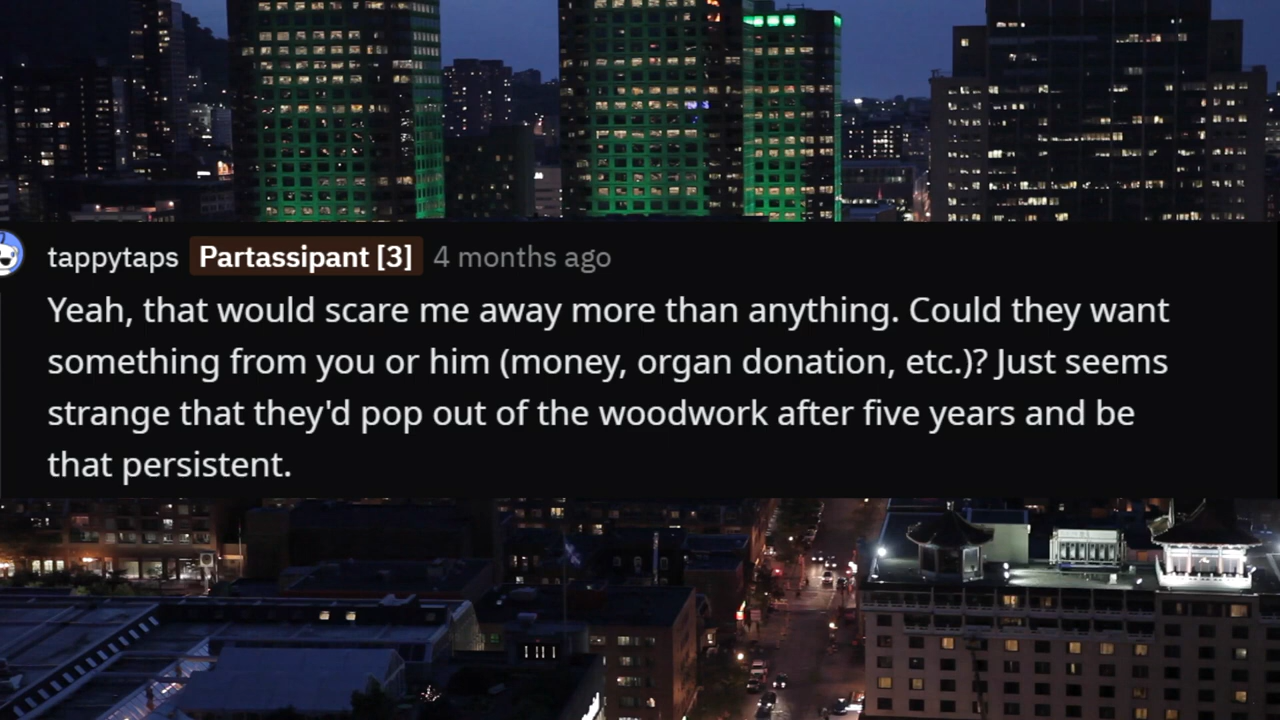 tappytaps Partassipant [3] 4 months ago
Yeah, that would scare me away more than anything. Could they want
something from you or him (money, organ donation, etc.)? Just seems
strange that they'd pop out of the woodwork after five years and be
that persistent.